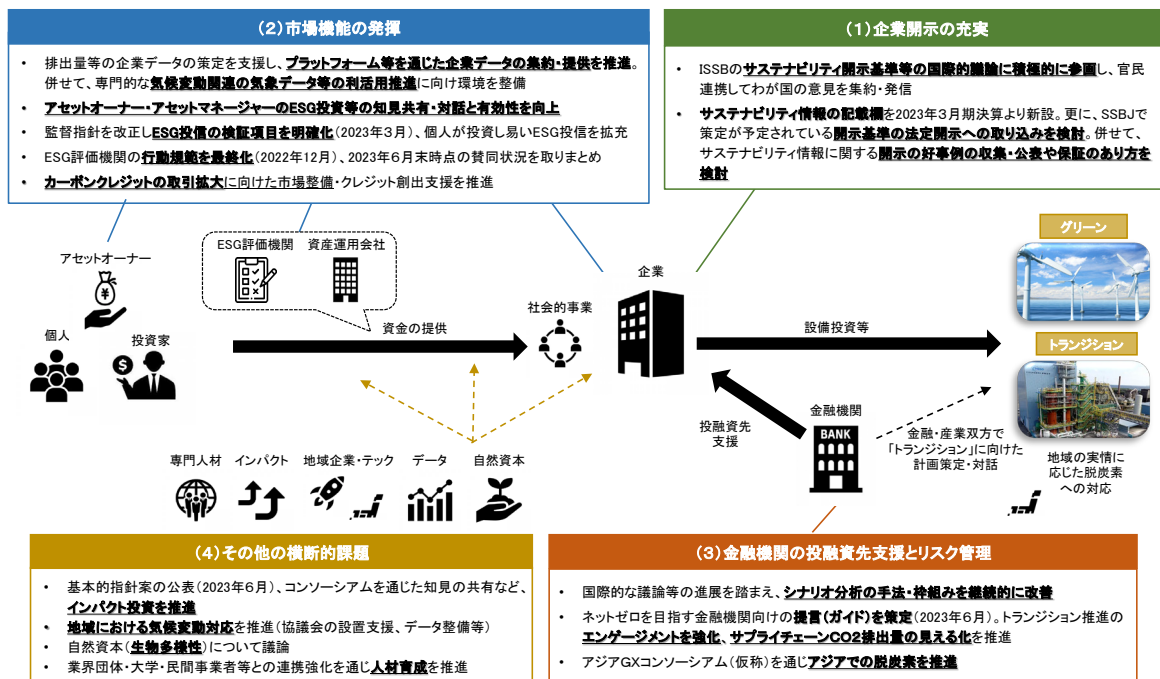 (2)市場機能の発揮
• 排出量等の企業データの策定を支援し、プラットフォーム等を通じた企業データの集約・提供を推進。
併せて、専門的な気候変動関連の気象データ等の利活用推進に向け環境を整備
• アセットオーナー・アセットマネージャーのESG投資等の知見共有・対話と有効性を向上
• 監督指針を改正しESG投信の検証項目を明確化(2023年3月)、個人が投資し易いESG投信を拡充
• ESG評価機関の行動規範を最終化(2022年12月)、2023年6月末時点の賛同状況を取りまとめ
• カーボンクレジットの取引拡大に向けた市場整備・クレジット創出支援を推進
(1)企業開示の充実
• ISSBのサステナビリティ開示基準等の国際的議論に積極的に参画し、官民
連携してわが国の意見を集約・発信
• サステナビリティ情報の記載欄を2023年3月期決算より新設。更に、SSBJで
策定が予定されている開示基準の法定開示への取り込みを検討。併せて、
サステナビリティ情報に関する開示の好事例の収集・公表や保証のあり方を
検討
アセットオーナー
個人
投資家
ESG評価機関
資産運用会社
資金の提供
社会的事業
企業
設備投資等
グリーン
トランジション
投融資先
支援
金融機関
BANK
金融・産業双方で
「トランジション」に向けた
計画策定・対話
地域の実情に
応じた脱炭素
への対応
専門人材
インパクト
地域企業・テック
データ
自然資本
(4)その他の横断的課題
• 基本的指針案の公表(2023年6月)、コンソーシアムを通じた知見の共有など、
インパクト投資を推進
• 地域における気候変動対応を推進(協議会の設置支援、データ整備等)
• 自然資本(生物多様性)について議論
• 業界団体・大学・民間事業者等との連携強化を通じ人材育成を推進
(3)金融機関の投融資先支援とリスク管理
• 国際的な議論等の進展を踏まえ、シナリオ分析の手法・枠組みを継続的に改善
• ネットゼロを目指す金融機関向けの提言(ガイド)を策定(2023年6月)。トランジション推進の
エンゲージメントを強化、サプライチェーンCO2排出量の見える化を推進
• アジアGXコンソーシアム(仮称)を通じアジアでの脱炭素を推進